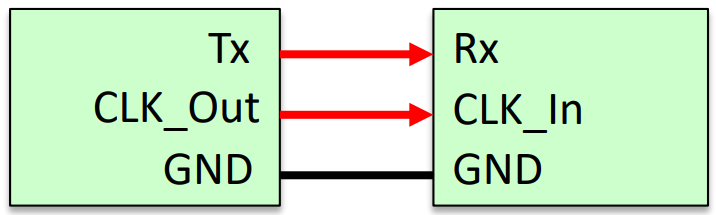 Tx
CLK_Out
GND
Rx
CLK_In
GND